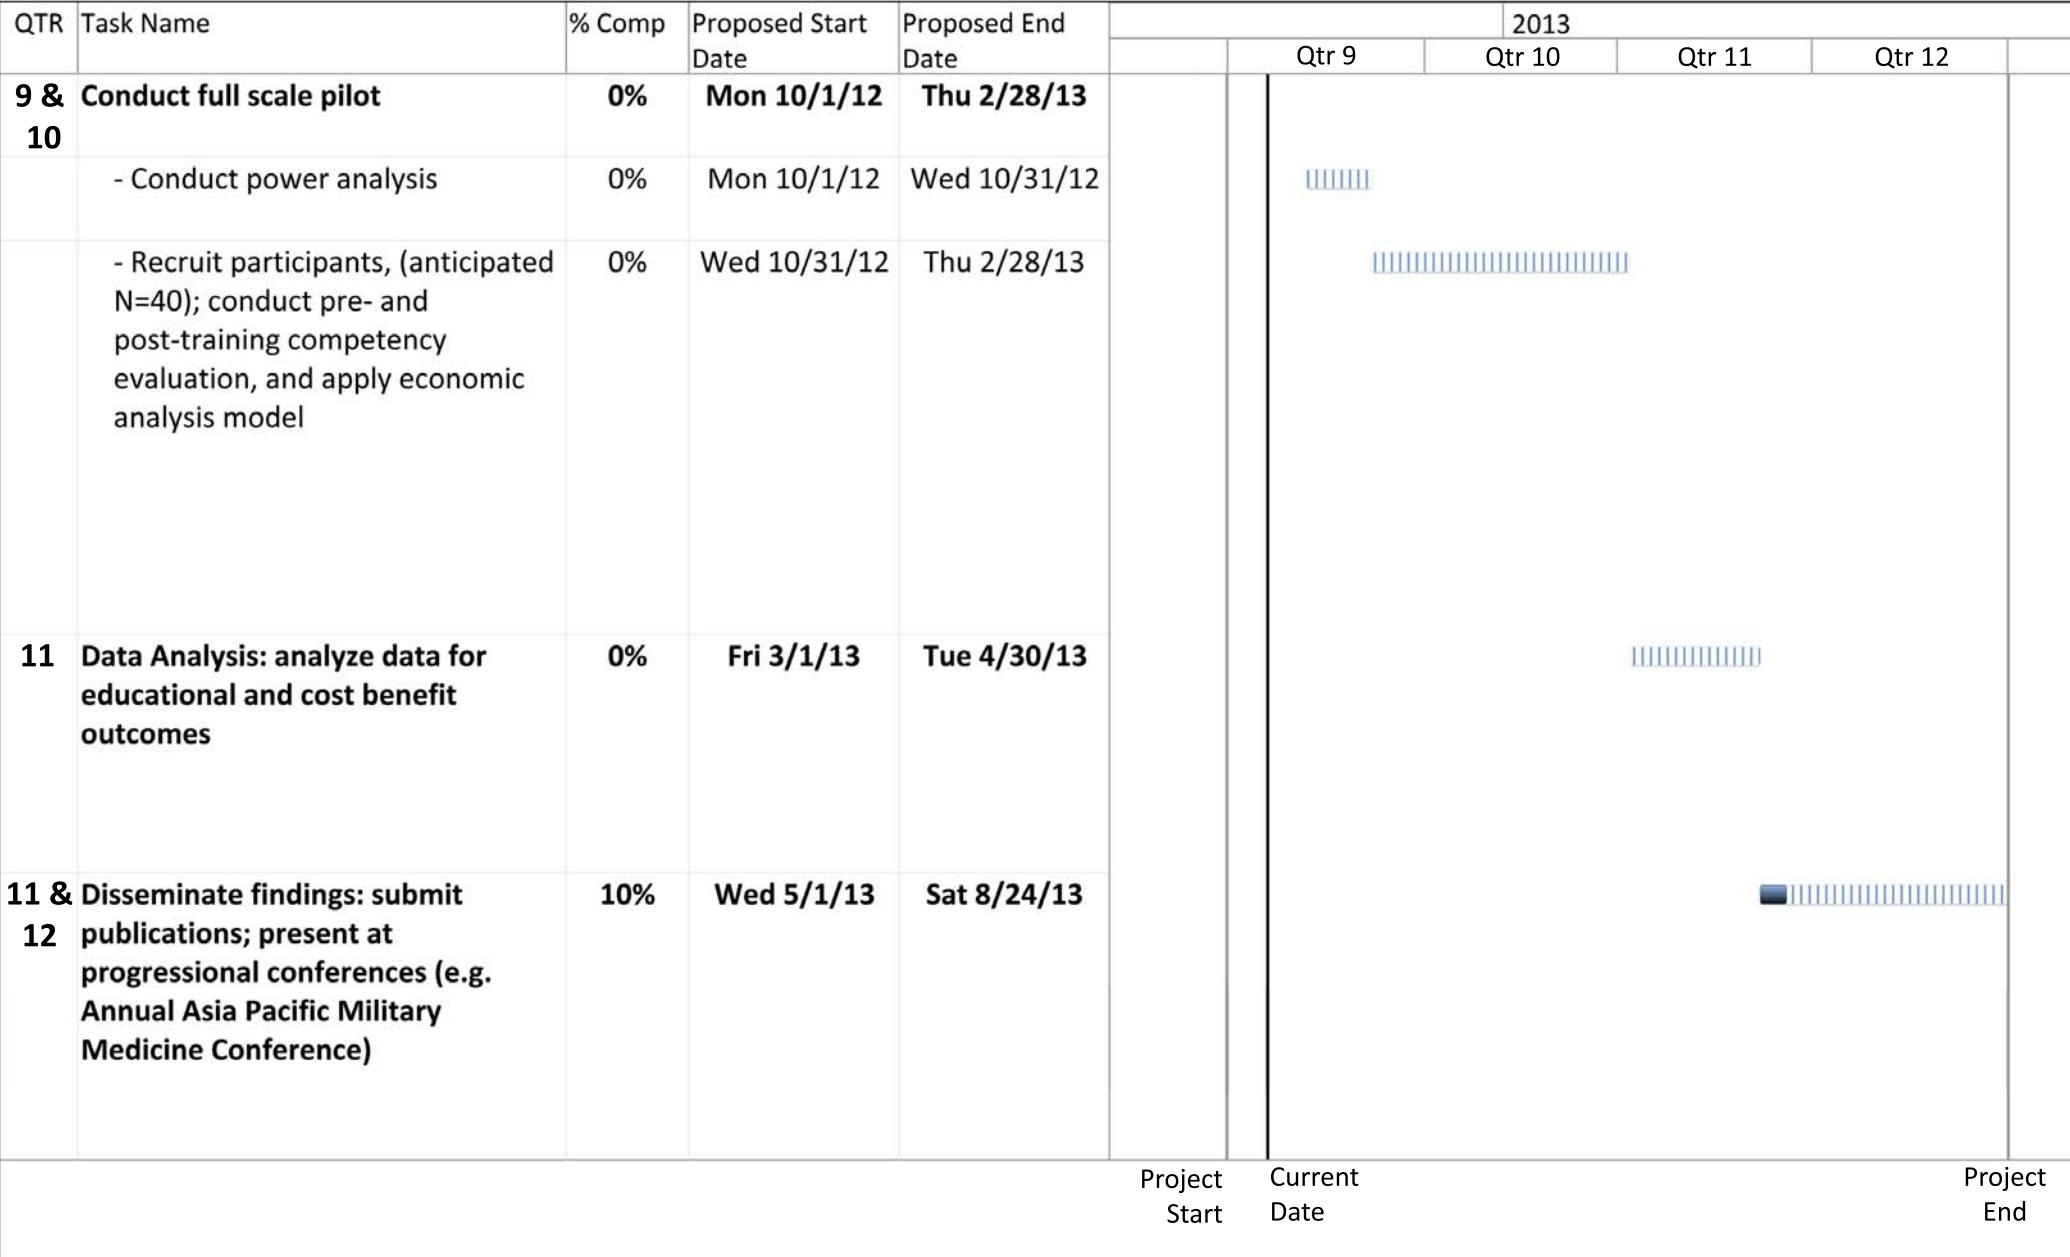 QTR Task Name % Comp Proposed Start Date Proposed End Date 2013
Qtr 9 Qtr 10 Qtr 11 Qtr 12
9 & 10 Conduct full scale pilot 0% Mon 10/1/12 Thu 2/28/13
- Conduct power analysis 0% Mon 10/1/12 Wed 10/31/12
- Recruit participants, (anticipated 0% Wed 10/31/12 Thu 2/28/13
N=40); conduct pre- and
post-training competency
evaluation, and apply economic
analysis model
11 Data Analysis: analyze data for 0% Fri 3/1/13 Tue 4/30/13
educational and cost benefit
outcomes
11 & Disseminate findings: submit 10% Wed 5/1/13 Sat 8/24/13
12 publications; present at
progressional conferences (e.g.
Annual Asia Pacific Military
Medicine Conference)
Project Start
Current Date
Project End